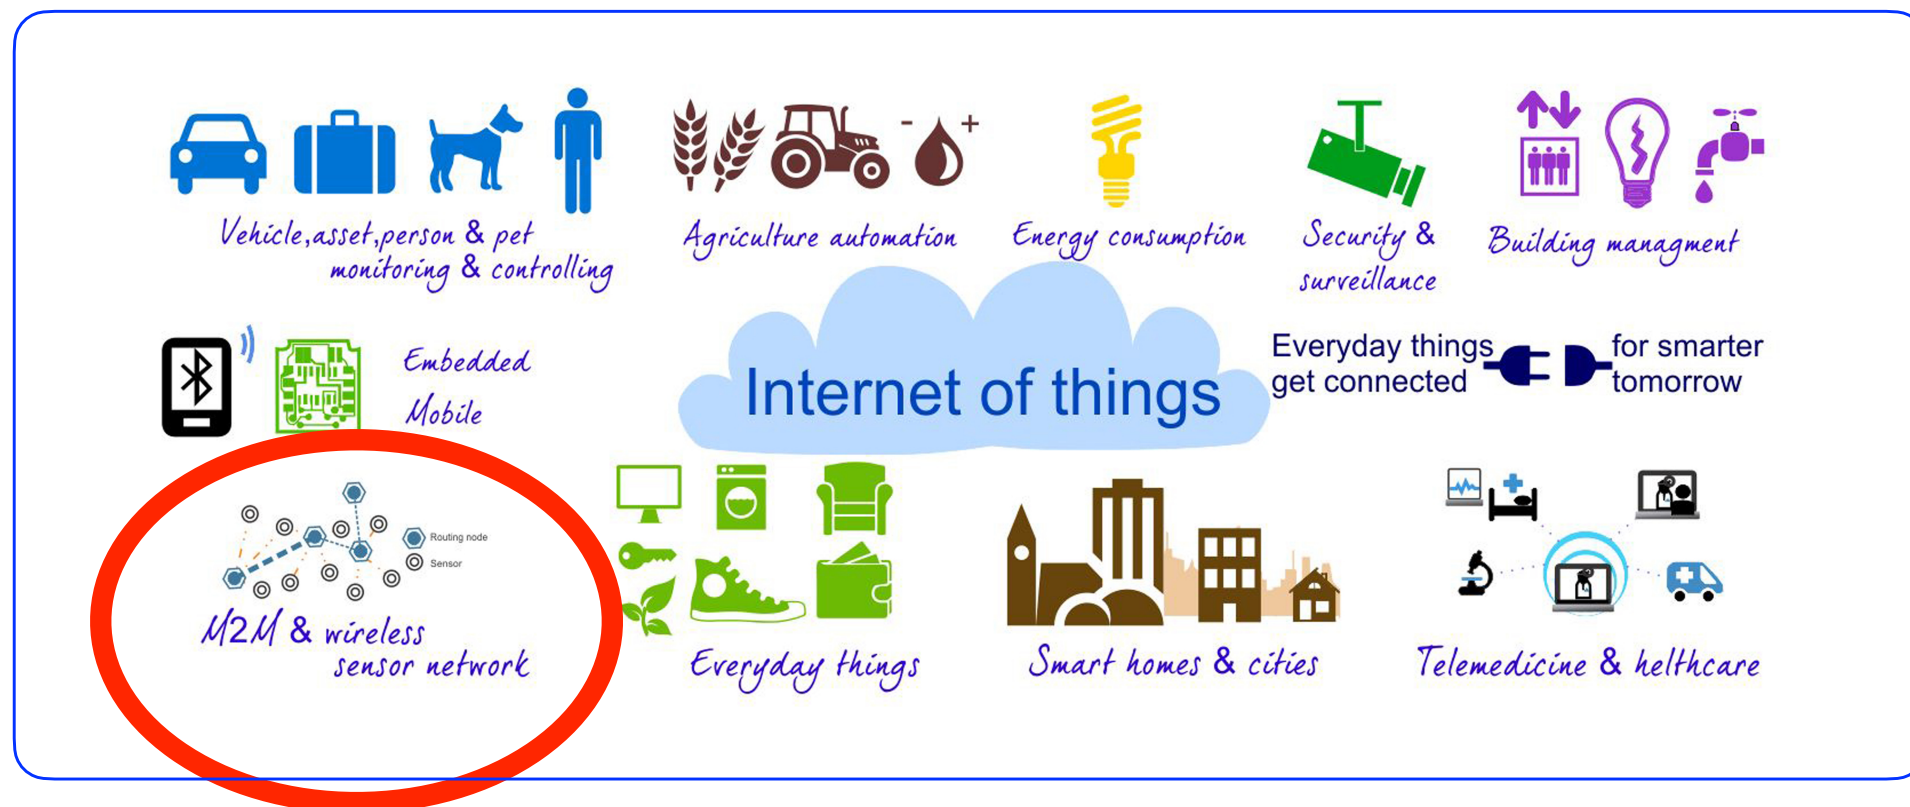 - +
Vehicle,asset,person & pet
monitoring & controlling
Agriculture automation
Energy consumption
Security &
surveillance
Building managment
Embedded
Mobile
Internet of things
Everyday things
get connected
for smarter
tomorrow
Routing node
Sensor
M2M & wireless
sensor network
Everyday things
Smart homes & cities
Telemedicine & helthcare